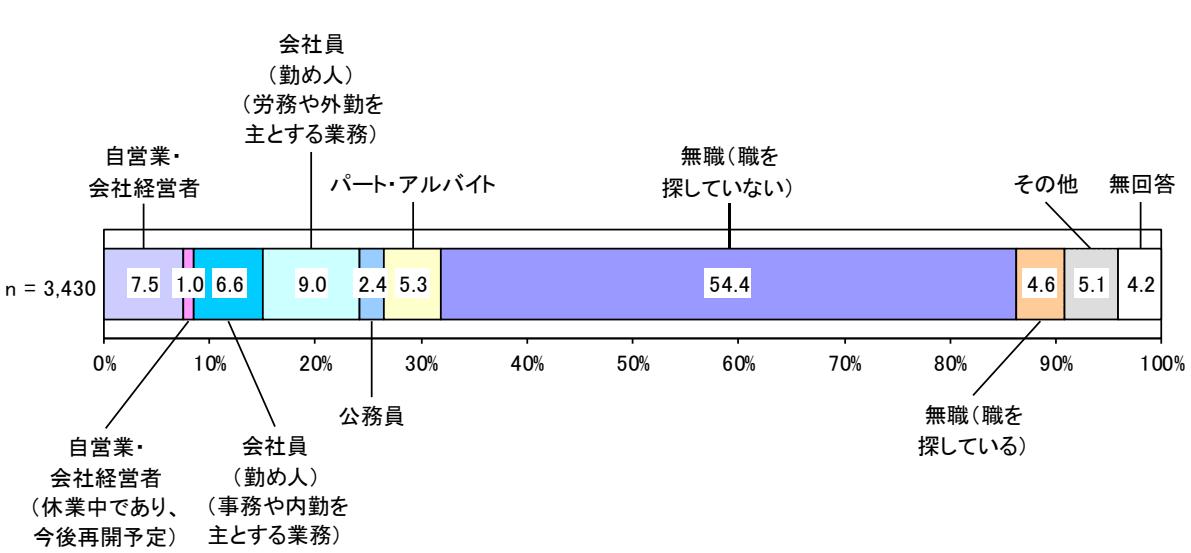 会社員
（勤め人）
（労務や外勤を
主とする業務）
自営業・
会社経営者
パート・アルバイト
無職（職を
探していない）
その他
無回答
n = 3,430
7.5
1.0
6.6
9.0
2.4
5.3
54.4
4.6
5.1
4.2
0%
10%
20%
30%
40%
50%
60%
70%
80%
90%
100%
自営業・
会社経営者
（休業中であり、
今後再開予定）
会社員
（勤め人）
（事務や内勤を
主とする業務）
公務員
無職（職を
探している）